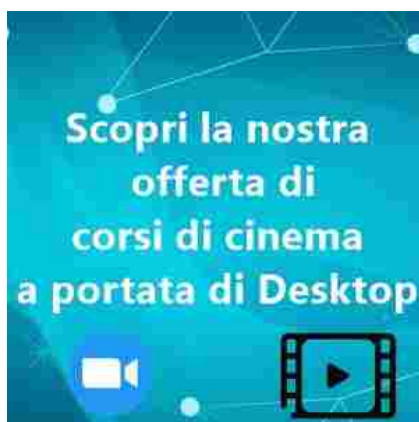 Scopri la nostra
offerta di
corsi di cinema
a portata di Desktop